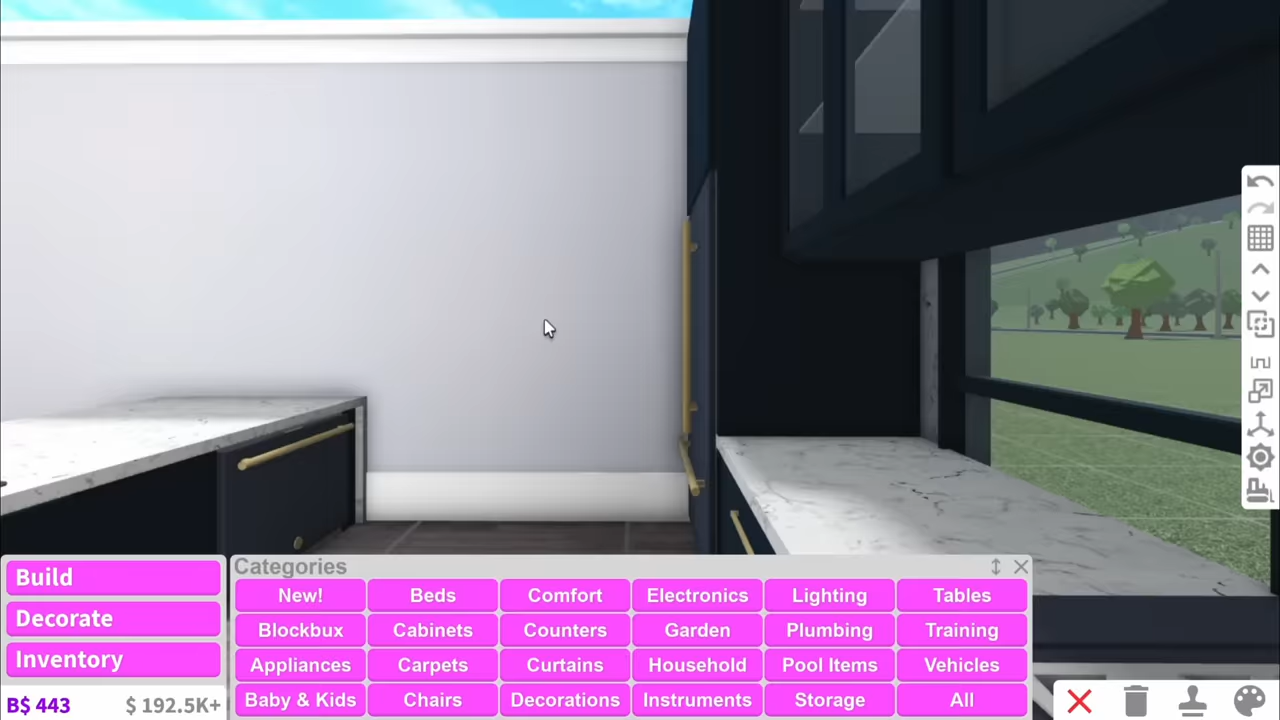 Build
Decorate
Inventory
B$ 443 $ 192.5K+
Categories
New! Beds Comfort Electronics Lighting Tables
Blockbux Cabinets Counters Garden Plumbing Training
Appliances Carpets Curtains Household Pool Items Vehicles
Baby & Kids Chairs Decorations Instruments Storage All